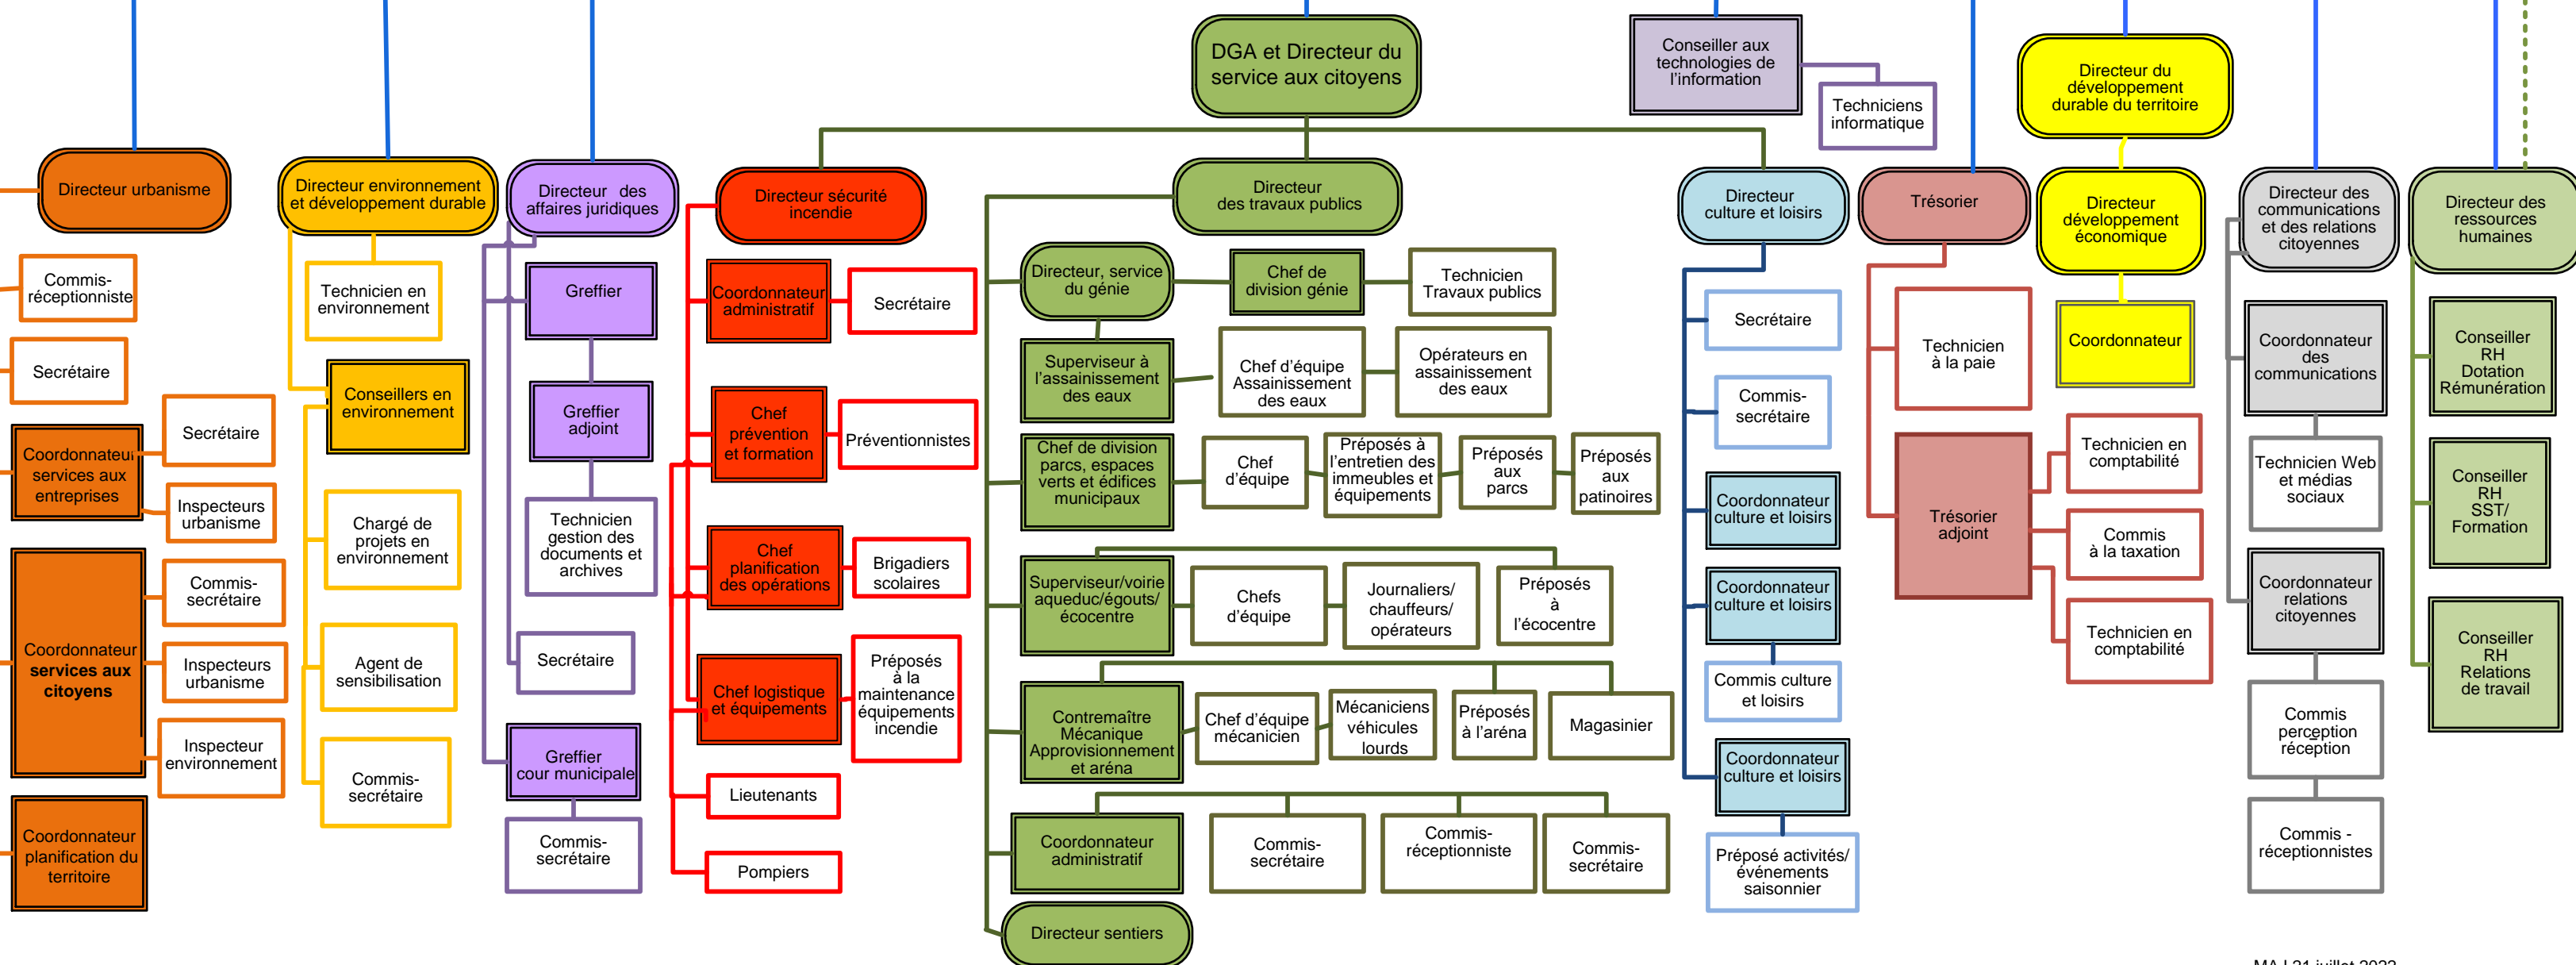 DGA et Directeur du
service aux citoyens
Conseiller aux
technologies de
l'information
Techniciens
informatique
Directeur du
développement
durable du territoire
Directeur urbanisme
Commis-
réceptionniste
Secrétaire
Coordonnateur
services aux
entreprises
Secrétaire
Inspecteurs
urbanisme
Coordonnateur
services aux
citoyens
Commis-
secrétaire
Inspecteurs
urbanisme
Inspecteur
environnement
Coordonnateur
planification du
territoire
Directeur environnement
et développement durable
Technicien en
environnement
Conseillers en
environnement
Chargé de
projets en
environnement
Agent de
sensibilisation
Commis-
secrétaire
Directeur des
affaires juridiques
Greffier
Greffier
adjoint
Technicien
gestion des
documents et
archives
Secrétaire
Greffier
cour municipale
Commis-
secrétaire
Directeur sécurité
incendie
Coordonnateur
administratif
Secrétaire
Chef
prévention
et formation
Préventionnistes
Chef
planification
des opérations
Brigadiers
scolaires
Chef logistique
et équipements
Préposés
à la
maintenance
équipements
incendie
Lieutenants
Pompiers
Directeur
des travaux publics
Directeur, service
du génie
Chef de
division génie
Technicien
Travaux publics
Superviseur à
l'assainissement
des eaux
Chef d'équipe
Assainissement
des eaux
Opérateurs en
assainissement
des eaux
Chef de division
parcs, espaces
verts et édifices
municipaux
Chef
d'équipe
Préposés à
l'entretien des
immeubles et
équipements
Préposés
aux
parcs
Préposés
aux
patinoires
Superviseur/voirie
aqueduc/égouts/
écocentre
Chefs
d'équipe
Journaliers/
chauffeurs/
opérateurs
Préposés
à
l'écocentre
Contremaître
Mécanique
Approvisionnement
et aréna
Chef d'équipe
mécanicien
Mécaniciens
véhicules
lourds
Préposés
à l'aréna
Magasinier
Coordonnateur
administratif
Commis-
secrétaire
Commis-
réceptionniste
Commis-
secrétaire
Directeur sentiers
Directeur
culture et loisirs
Secrétaire
Commis-
secrétaire
Coordonnateur
culture et loisirs
Coordonnateur
culture et loisirs
Commis culture
et loisirs
Coordonnateur
culture et loisirs
Préposé activités/
événements
saisonnier
Trésorier
Technicien
à la paie
Trésorier
adjoint
Technicien en
comptabilité
Commis
à la taxation
Technicien en
comptabilité
Directeur
développement
économique
Coordonnateur
Directeur des
communications
et des relations
citoyennes
Coordonnateur
des
communications
Technicien Web
et médias
sociaux
Coordonnateur
relations
citoyennes
Commis
perception
réception
Commis -
réceptionnistes
Directeur des
ressources
humaines
Conseiller
RH
Dotation
Rémunération
Conseiller
RH
SST/
Formation
Conseiller
RH
Relations
de travail